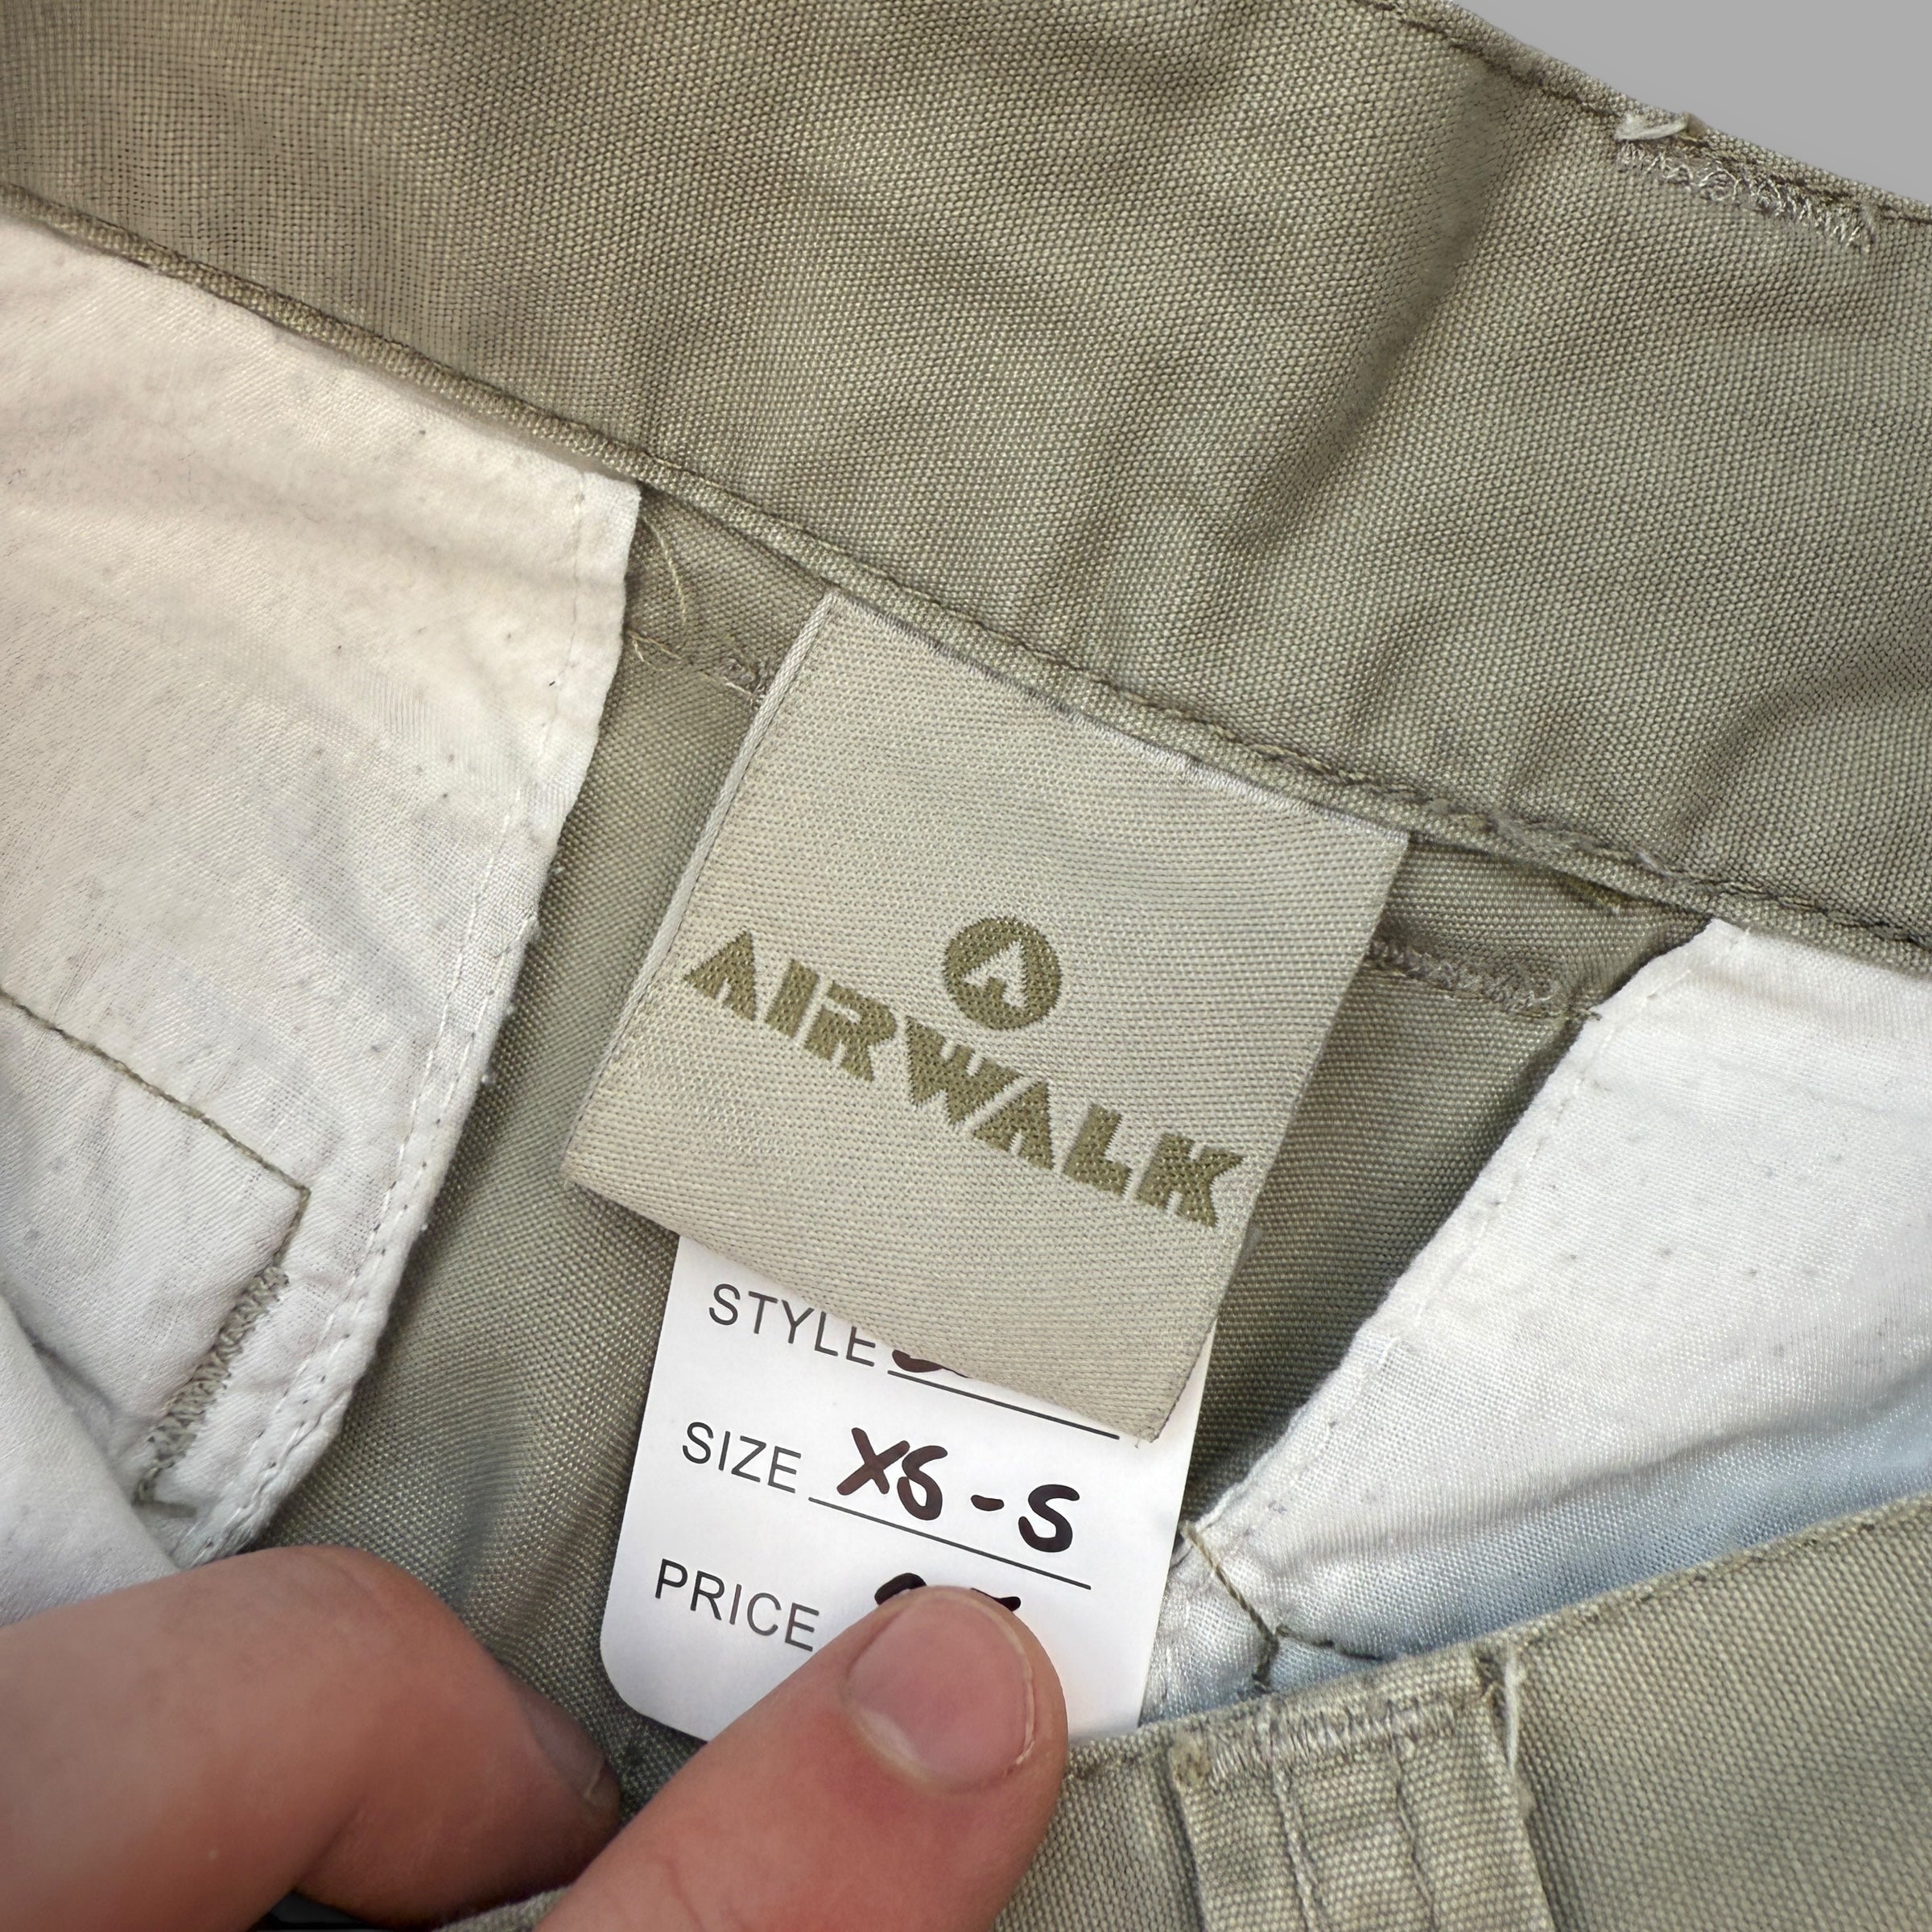 A
AIRWALK
STYLE
SIZE XS-S
PRICE